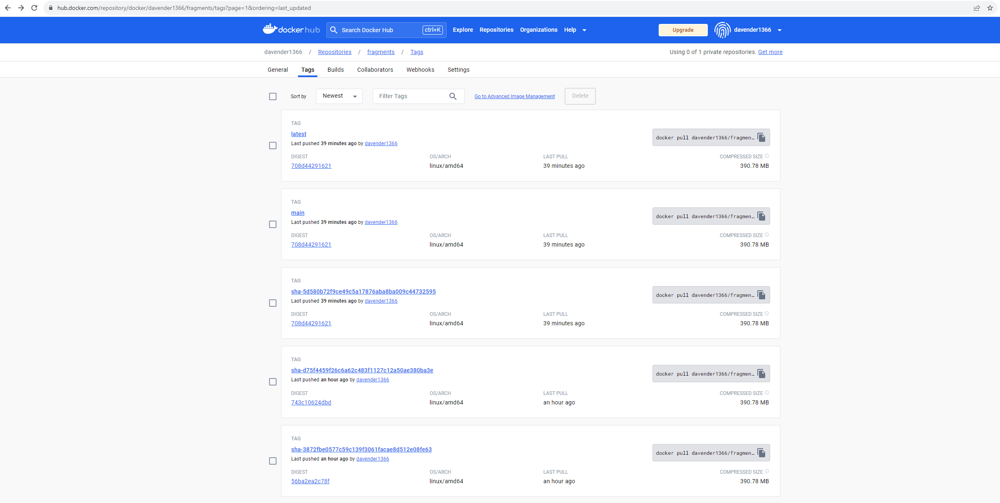 hub.docker.com/repository/docker/davender1366/fragments/tags?page=1&ordering=last_updated
docker hub Search Docker Hub ctrl+K Explore Repositories Organizations Help Upgrade davender1366
davender1366 / Repositories / fragments / Tags Using 0 of 1 private repositories. Get more
General Tags Builds Collaborators Webhooks Settings
Sort by Newest Filter Tags Go to Advanced Image Management Delete
TAG
latest
docker pull davender1366/fragmen…
Last pushed 39 minutes ago by davender1366
DIGEST OS/ARCH LAST PULL COMPRESSED SIZE
708d44291621 linux/amd64 39 minutes ago 390.78 MB
TAG
main
docker pull davender1366/fragmen…
Last pushed 39 minutes ago by davender1366
DIGEST OS/ARCH LAST PULL COMPRESSED SIZE
708d44291621 linux/amd64 39 minutes ago 390.78 MB
TAG
sha-5d580b72f9ce49c5a17876aba8ba009c44732595
docker pull davender1366/fragmen…
Last pushed 39 minutes ago by davender1366
DIGEST OS/ARCH LAST PULL COMPRESSED SIZE
708d44291621 linux/amd64 39 minutes ago 390.78 MB
TAG
sha-d75f4459f26c6a62c483f1127c12a50ae380ba3e
docker pull davender1366/fragmen…
Last pushed an hour ago by davender1366
DIGEST OS/ARCH LAST PULL COMPRESSED SIZE
743c10624dbd linux/amd64 an hour ago 390.78 MB
TAG
sha-3872fbe0577c59c139f3061facae8d512e08fe63
docker pull davender1366/fragmen…
Last pushed an hour ago by davender1366
DIGEST OS/ARCH LAST PULL COMPRESSED SIZE
56ba2ea2c78f linux/amd64 an hour ago 390.78 MB